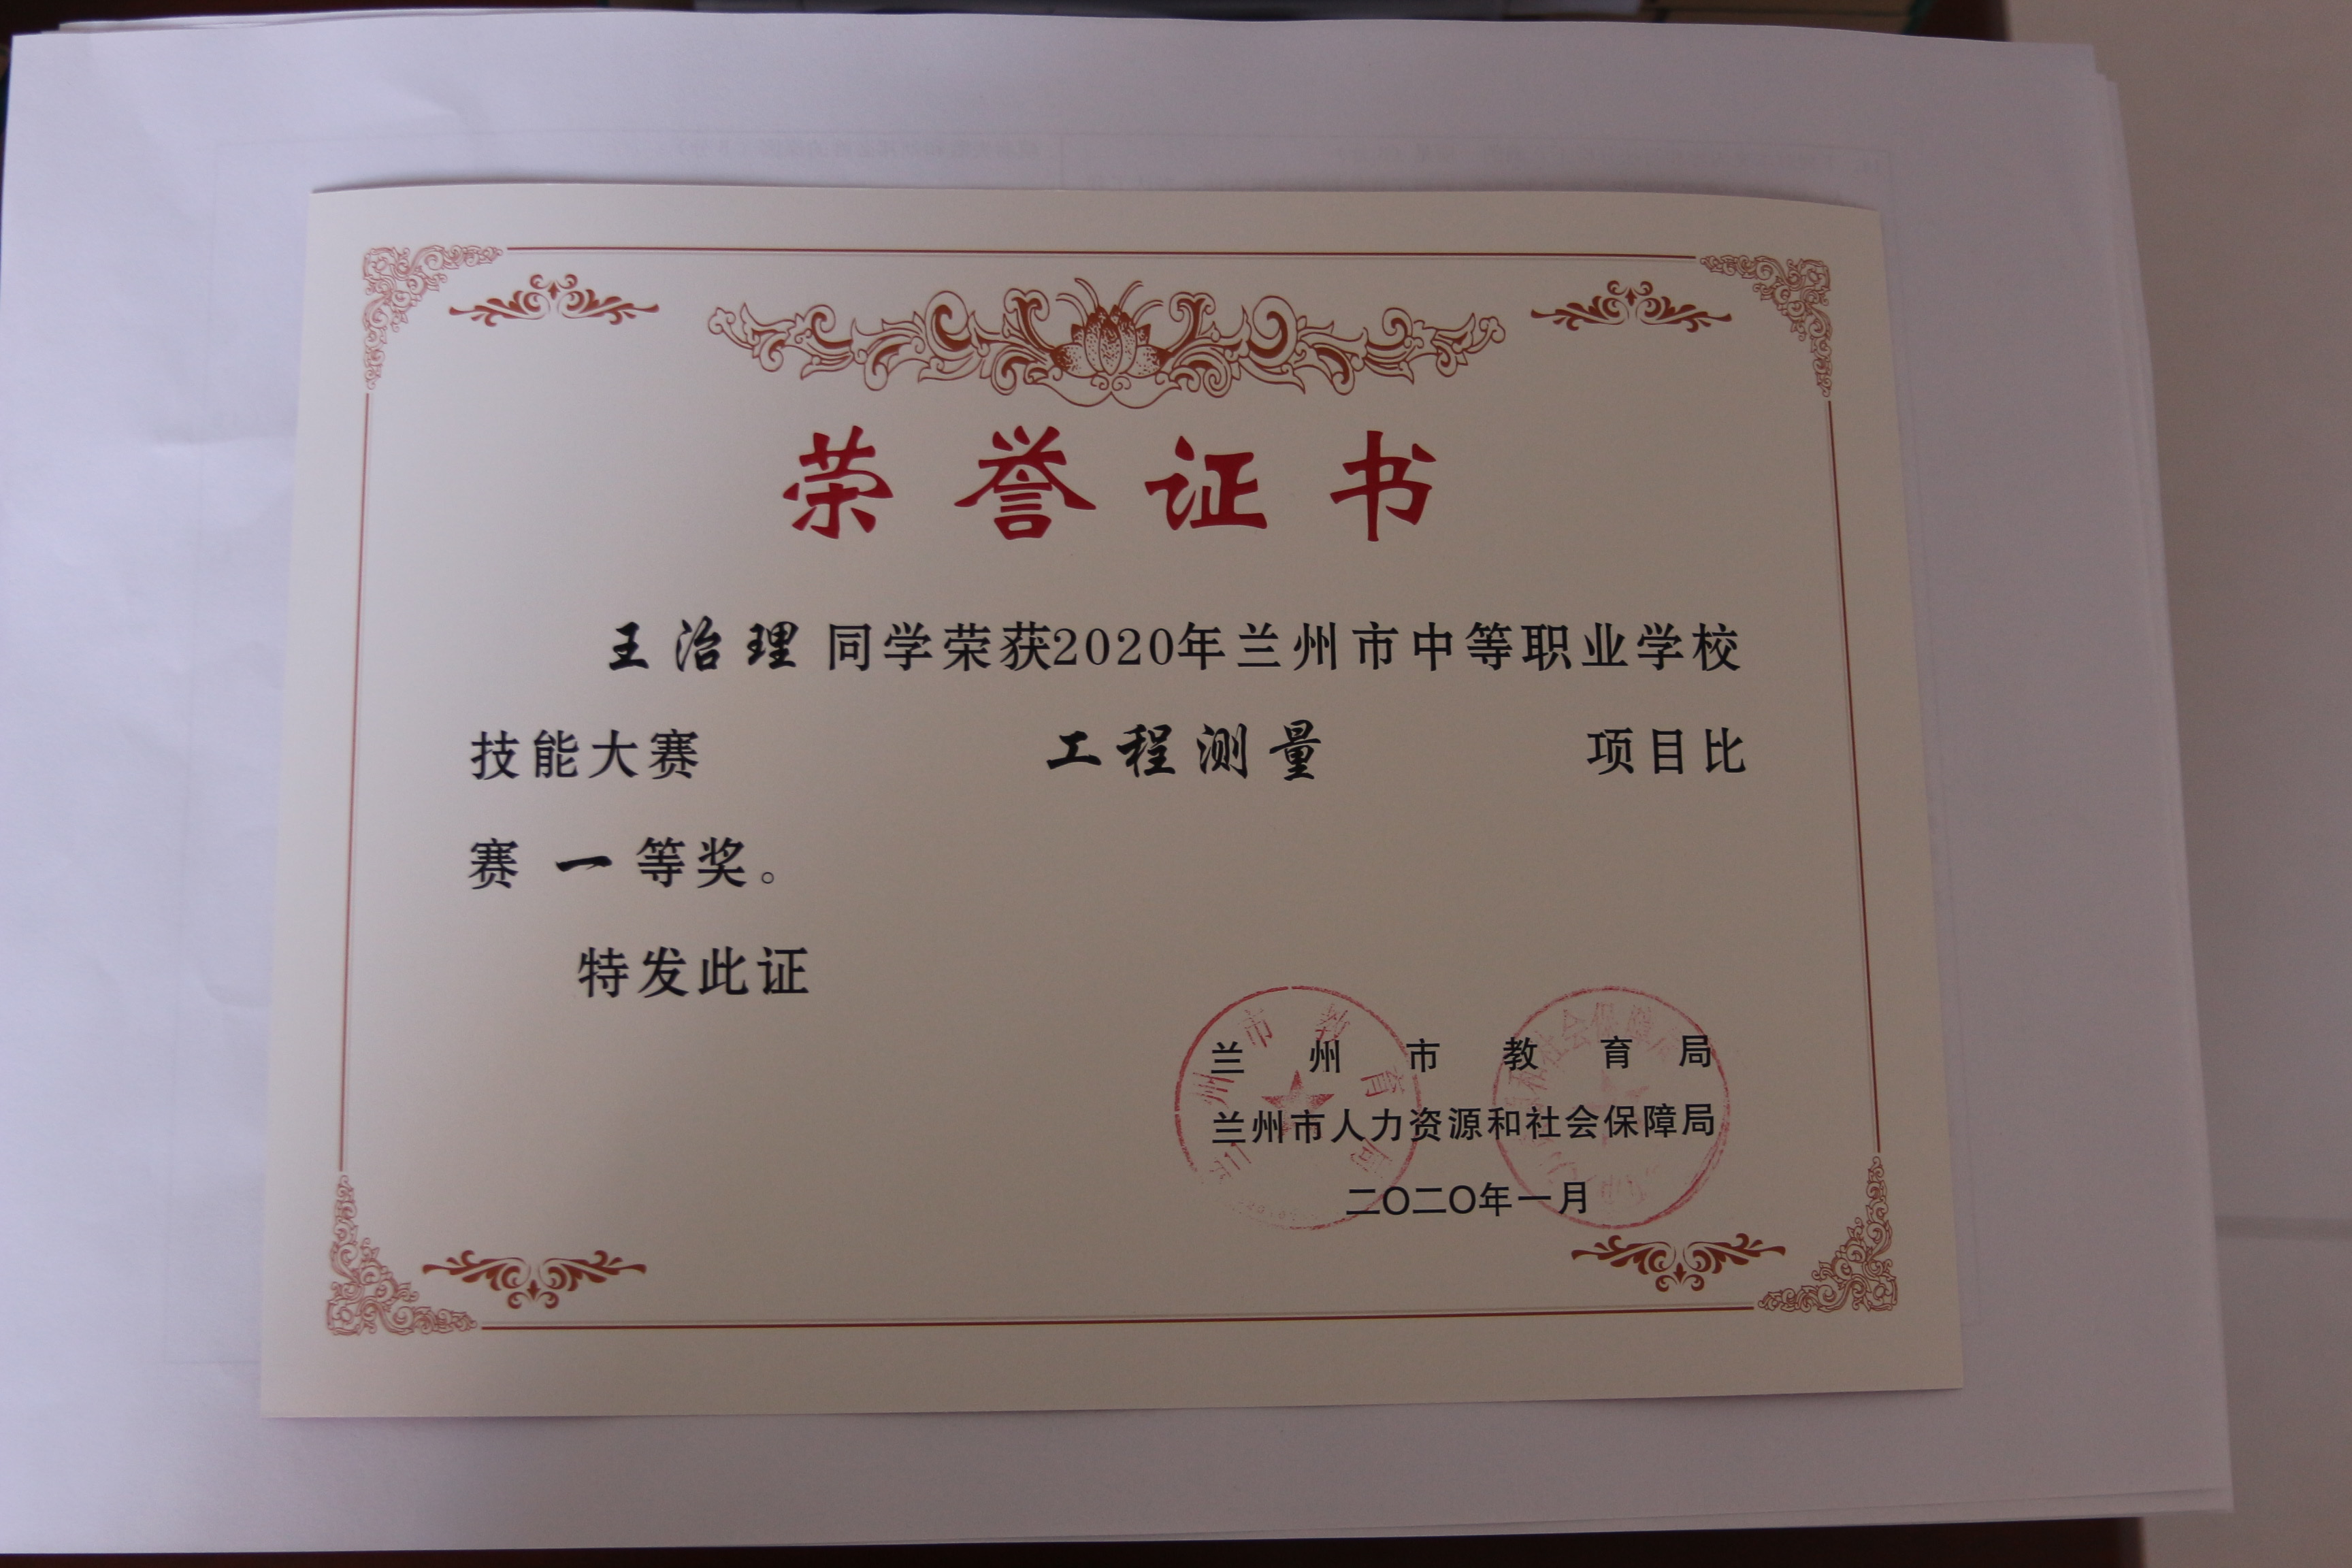 荣誉证书
王治理 同学荣获2020年兰州市中等职业学校
技能大赛 工程测量 项目比
赛 一 等奖。
特发此证
兰州市教育局
兰州市人力资源和社会保障局
二〇二〇年一月